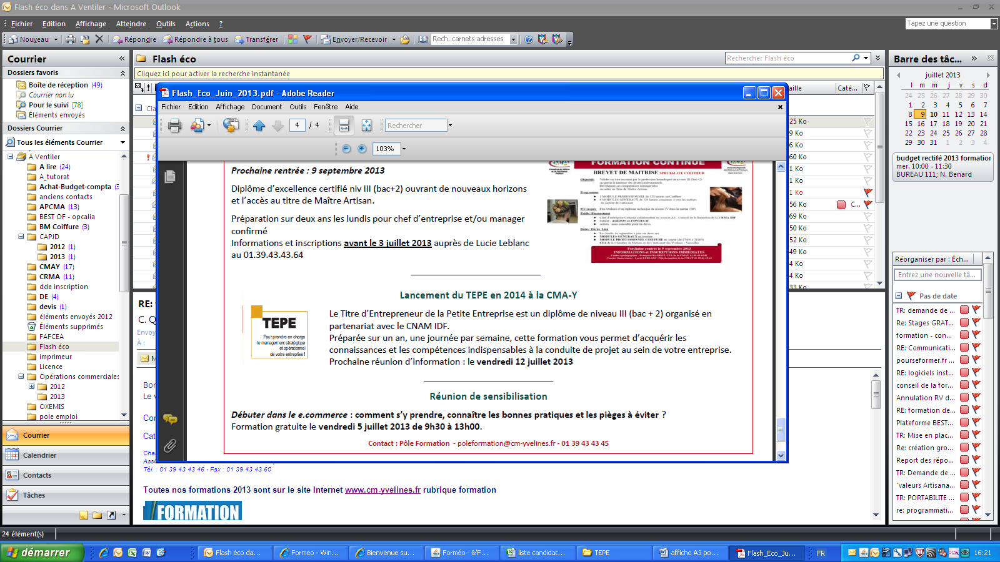 Flash éco dans A Ventiler - Microsoft Outlook
Fichier Edition Affichage Atteindre Outils Actions ?
Tapez une question
Nouveau Répondre Répondre à tous Transférer Envoyer/Recevoir Rech. carnets adresses
Courrier «
Dossiers favoris
Boîte de réception (49)
Courrier non lu
Pour le suivi [78]
Éléments envoyés
Dossiers Courrier
Tous les éléments Courrier
A Ventiler
A lire (24)
A_tutorat
Achat-Budget-compta
anciens contacts
APCMA (13)
BEST OF - opcalia
BM Coiffure (3)
CAPJD
2012 (1)
2013 (1)
CMAY (17)
CRMA (11)
dde inscription
DE (4)
devis (1)
éléments envoyés 2012
Éléments supprimés
FAFCEA
Flash éco
imprimeur
Licence
Opérations commerciales
2012
2013
OXEMIS
pole emploi
Courrier
Calendrier
Contacts
Tâches
24 élément(s)
Flash éco
Rechercher Flash éco
Cliquez ici pour activer la recherche instantanée
Flash_Eco_Juin_2013.pdf - Adobe Reader
Fichier Edition Affichage Document Outils Fenêtre Aide
4 / 4 Rechercher
103%
Prochaine rentrée : 9 septembre 2013
Diplôme d'excellence certifié niv III (bac+2) ouvrant de nouveaux horizons
et l'accès au titre de Maître Artisan.
Préparation sur deux ans les lundis pour chef d'entreprise et/ou manager
confirmé
Informations et inscriptions avant le 3 juillet 2013 auprès de Lucie Leblanc
au 01.39.43.43.64
FORMATION CONTINUE
BREVET DE MAITRISE SPECIALITE COIFFEUR
Prochaine rentrée le 9 septembre 2013
INFORMATIONS et INSCRIPTIONS IMMEDIATES
Lancement du TEPE en 2014 à la CMA-Y
TEPE
Pour prendre en charge
le management stratégique
et opérationnel
de votre entreprise !
Le Titre d'Entrepreneur de la Petite Entreprise est un diplôme de niveau III (bac + 2) organisé en
partenariat avec le CNAM IDF.
Préparée sur un an, une journée par semaine, cette formation vous permet d'acquérir les
connaissances et les compétences indispensables à la conduite de projet au sein de votre entreprise.
Prochaine réunion d'information : le vendredi 12 juillet 2013
Réunion de sensibilisation
Débuter dans le e.commerce : comment s'y prendre, connaître les bonnes pratiques et les pièges à éviter ?
Formation gratuite le vendredi 5 juillet 2013 de 9h30 à 13h00.
Contact : Pôle Formation - poleformation@cm-yvelines.fr - 01 39 43 43 45
RE:
C. Q
Envoy
À :
Bon
Le v
Con
Cat
Cha
Assi
Tél. : 01 39 43 43 46 - Fax : 01 39 43 43 60
Toutes nos formations 2013 sont sur le site Internet www.cm-yvelines.fr rubrique formation
FORMATION
aille Caté...
25 Ko
9 Ko
6 Ko
60 Ko
1 Ko
9 Ko
1 Ko
56 Ko C...
69 Ko
50 Ko
52 Ko
49 Ko
4 Ko
4 Ko
33 Ko
Barre des tâc... »
juillet 2013
l m m j v s d
24 25 26 27 28 29 30
1 2 3 4 5 6 7
8 9 10 11 12 13 14
15 16 17 18 19 20 21
22 23 24 25 26 27 28
29 30 31 1 2 3 4
budget rectifé 2013 formation
mer. 10:00 - 11:30
BUREAU 111; N. Benard
Réorganiser par : Éch...
Entrez une nouvelle tâ...
Pas de date
TR: demande de ...
Re: Stages GRAT...
formation - con...
RE: Communicati...
pourseformer.fr
RE: logiciels inst...
conseil de la for...
Annulation RV d...
RE: formation de...
Plateforme BEST...
TR: Mise en plac...
Re: création gro...
Report des répo...
TR: Demande de ...
"valeurs Artisana...
TR: PORTABILITE ...
re: programmati...
démarrer
Flash éco da...
Formeo - Win...
Bienvenue su...
Forméo - &'F...
liste candidat...
TEPE
affiche A3 po...
Flash_Eco_Ju...
FR
16:21